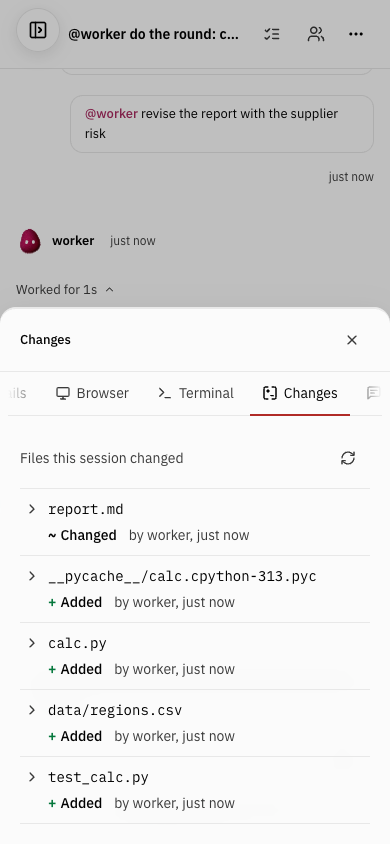 @worker do the round: c...
@worker revise the report with the supplier
risk
just now
worker just now
Worked for 1s
Changes
ils Browser Terminal Changes
Files this session changed
report.md
~ Changed by worker, just now
__pycache__/calc.cpython-313.pyc
+ Added by worker, just now
calc.py
+ Added by worker, just now
data/regions.csv
+ Added by worker, just now
test_calc.py
+ Added by worker, just now